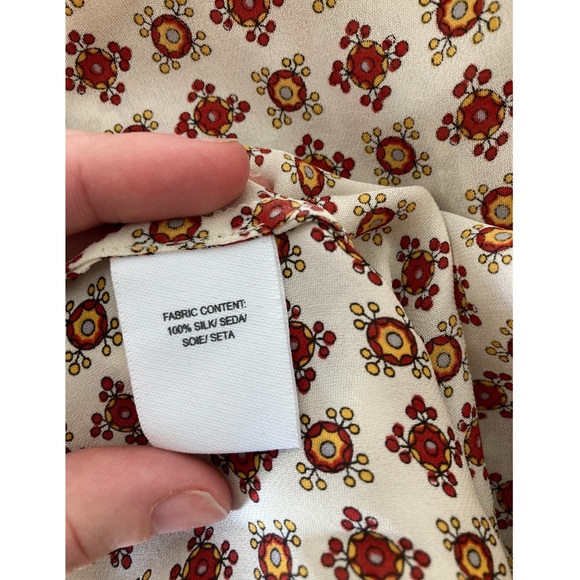 FABRIC CONTENT:
100% SILK/ SEDA/
SOIE/ SETA